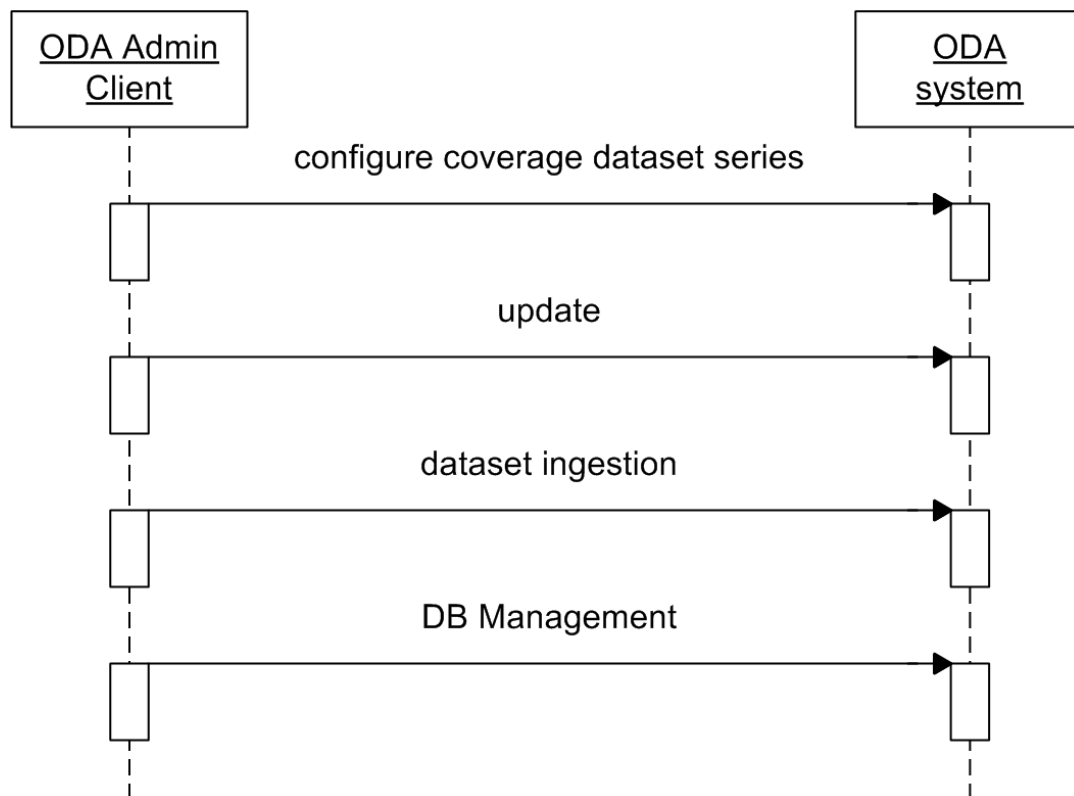 ODA Admin
Client
ODA
system
configure coverage dataset series
update
dataset ingestion
DB Management